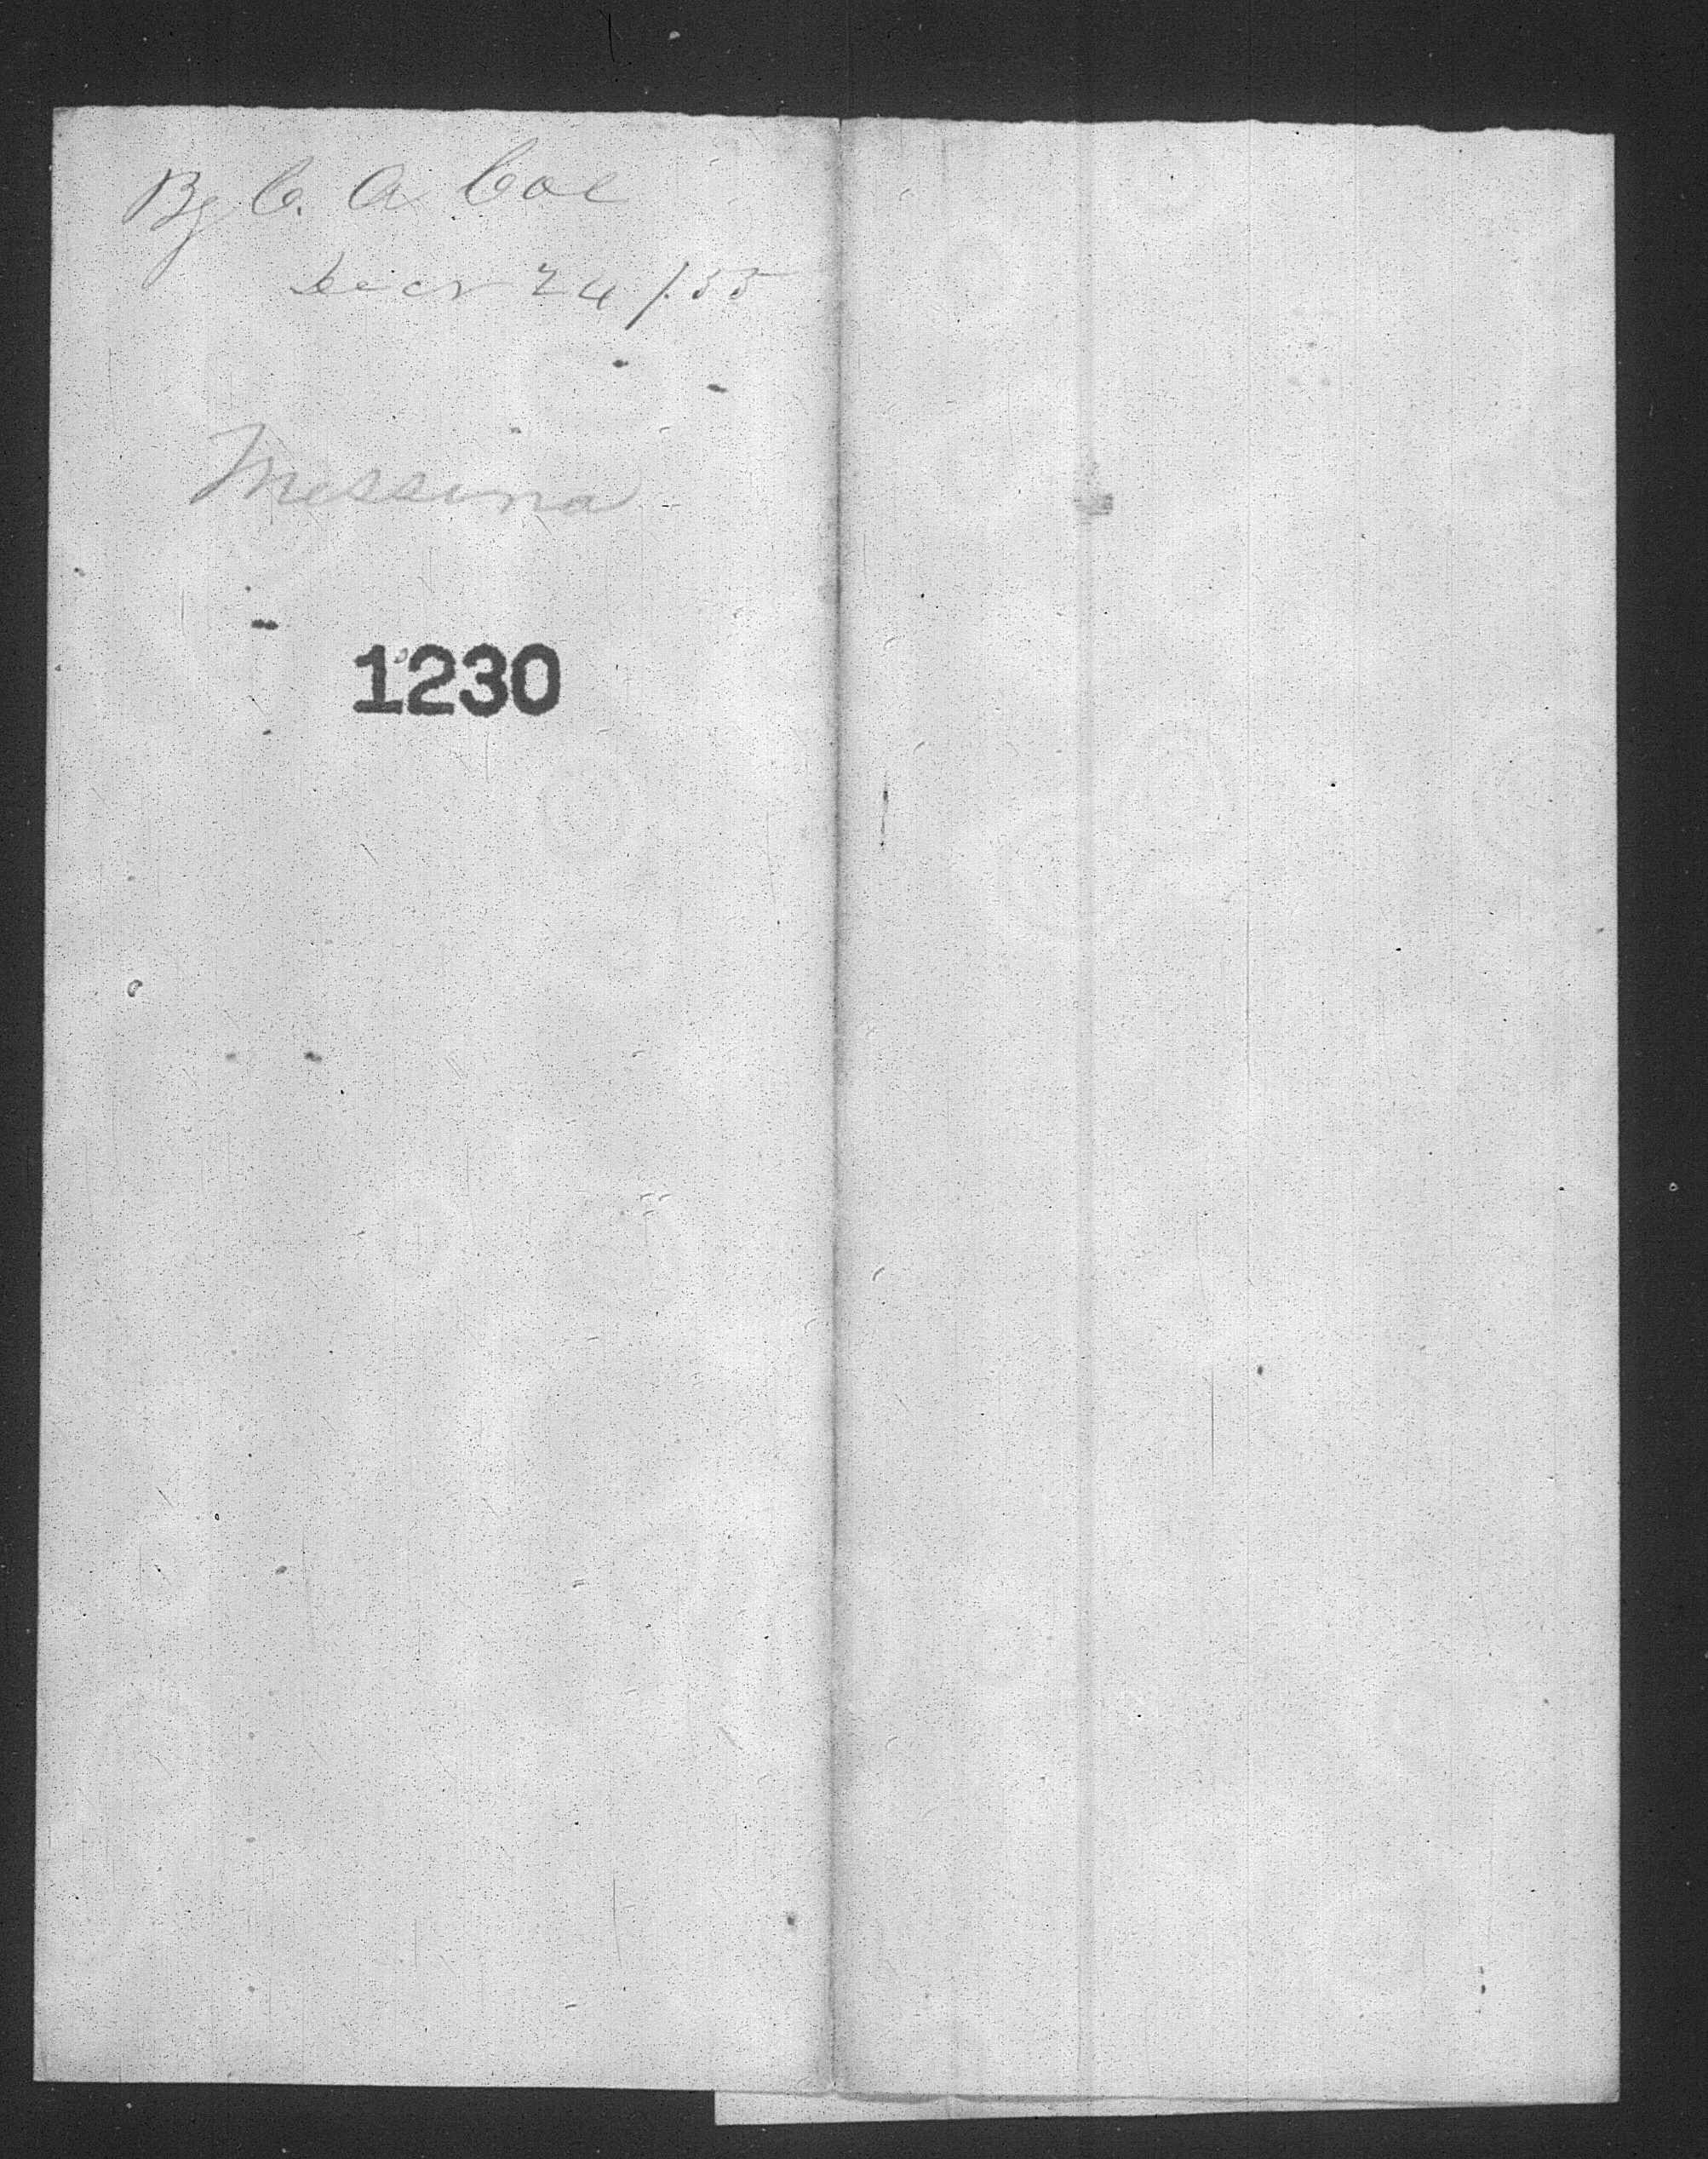 By C. A Coe
Decr 24/55
Messina
1230